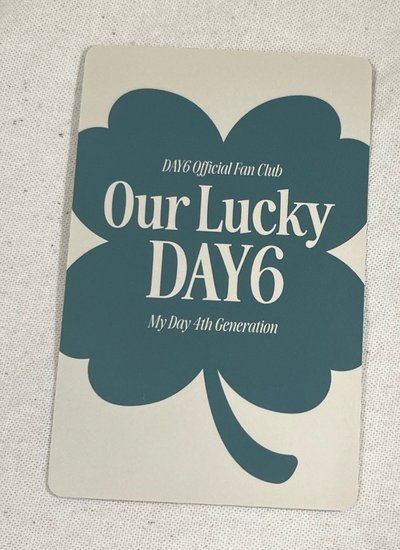 DAY6 Official Fan Club
Our Lucky
DAY6
My Day 4th Generation